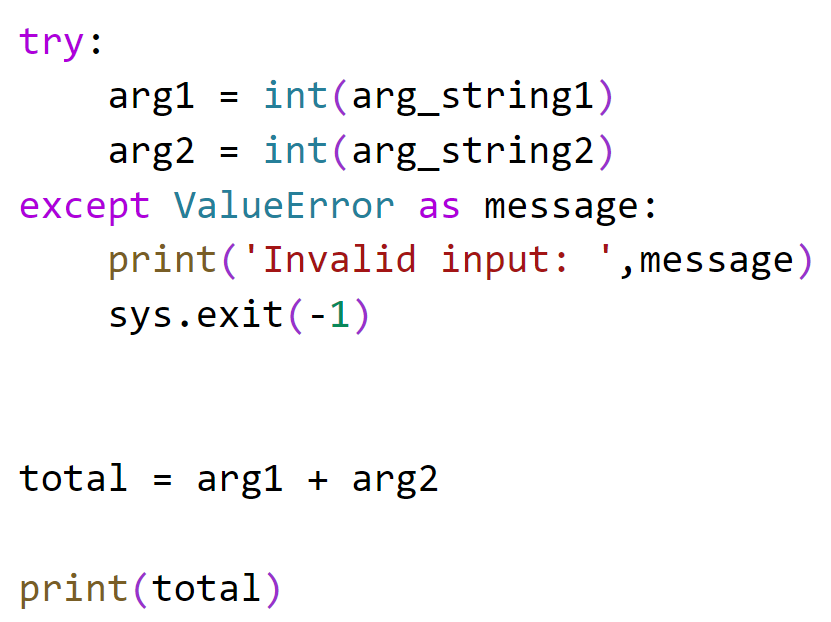 try:
    arg1 = int(arg_string1)
    arg2 = int(arg_string2)
except ValueError as message:
    print('Invalid input: ',message)
    sys.exit(-1)
total = arg1 + arg2
print(total)